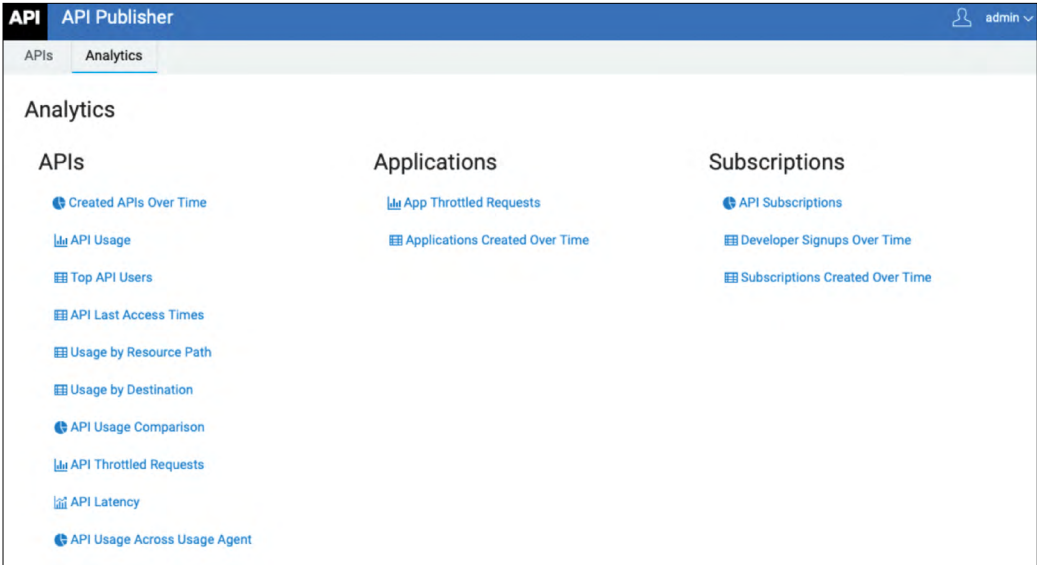 API API Publisher admin
APIs Analytics
Analytics
APIs
Created APIs Over Time
API Usage
Top API Users
API Last Access Times
Usage by Resource Path
Usage by Destination
API Usage Comparison
API Throttled Requests
API Latency
API Usage Across Usage Agent
Applications
App Throttled Requests
Applications Created Over Time
Subscriptions
API Subscriptions
Developer Signups Over Time
Subscriptions Created Over Time